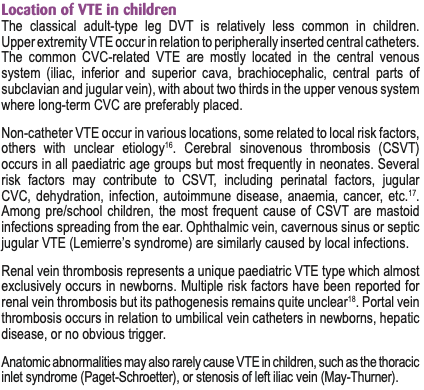 Location of VTE in children
The classical adult-type leg DVT is relatively less common in children.
Upper extremity VTE occur in relation to peripherally inserted central catheters.
The common CVC-related VTE are mostly located in the central venous
system (iliac, inferior and superior cava, brachiocephalic, central parts of
subclavian and jugular vein), with about two thirds in the upper venous system
where long-term CVC are preferably placed.
Non-catheter VTE occur in various locations, some related to local risk factors,
others with unclear etiology16. Cerebral sinovenous thrombosis (CSVT)
occurs in all paediatric age groups but most frequently in neonates. Several
risk factors may contribute to CSVT, including perinatal factors, jugular
CVC, dehydration, infection, autoimmune disease, anaemia, cancer, etc.17.
Among pre/school children, the most frequent cause of CSVT are mastoid
infections spreading from the ear. Ophthalmic vein, cavernous sinus or septic
jugular VTE (Lemierre's syndrome) are similarly caused by local infections.
Renal vein thrombosis represents a unique paediatric VTE type which almost
exclusively occurs in newborns. Multiple risk factors have been reported for
renal vein thrombosis but its pathogenesis remains quite unclear18. Portal vein
thrombosis occurs in relation to umbilical vein catheters in newborns, hepatic
disease, or no obvious trigger.
Anatomic abnormalities may also rarely cause VTE in children, such as the thoracic
inlet syndrome (Paget-Schroetter), or stenosis of left iliac vein (May-Thurner).